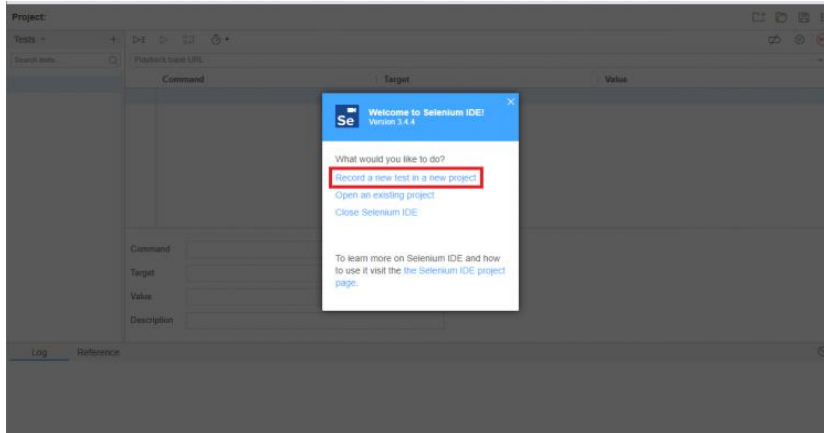 Project:
Tests
Search tests...
Playback base URL
Command Target Value
Se
Welcome to Selenium IDE!
Version 3.4.4
What would you like to do?
Record a new test in a new project
Open an existing project
Close Selenium IDE
To learn more on Selenium IDE and how
to use it visit the the Selenium IDE project
page.
Command
Target
Value
Description
Log Reference